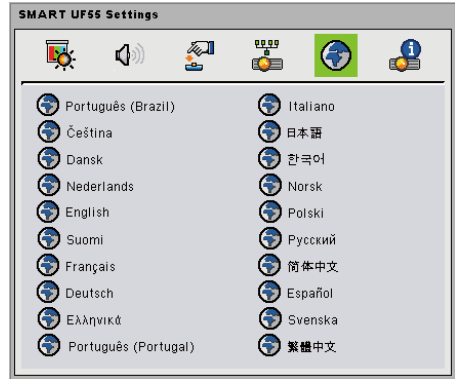 SMART UF55 Settings
Português (Brazil)
Čeština
Dansk
Nederlands
English
Suomi
Français
Deutsch
Ελληνικά
Português (Portugal)
Italiano
日本語
한국어
Norsk
Polski
Русский
简体中文
Español
Svenska
繁體中文